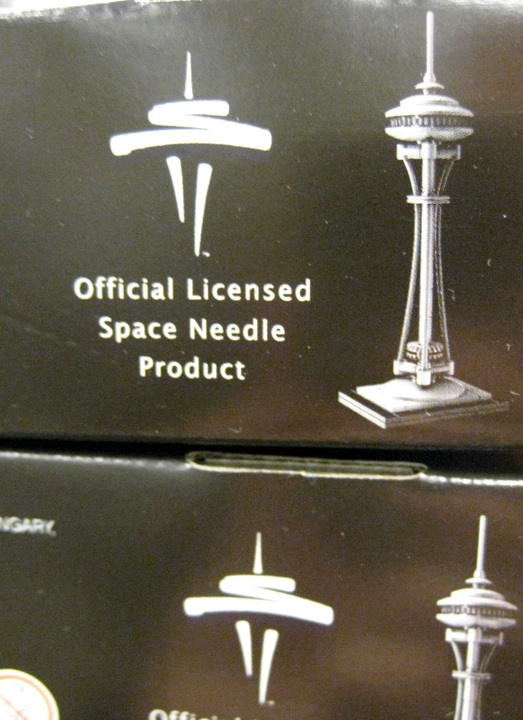 Official Licensed
Space Needle
Product
NGARY,